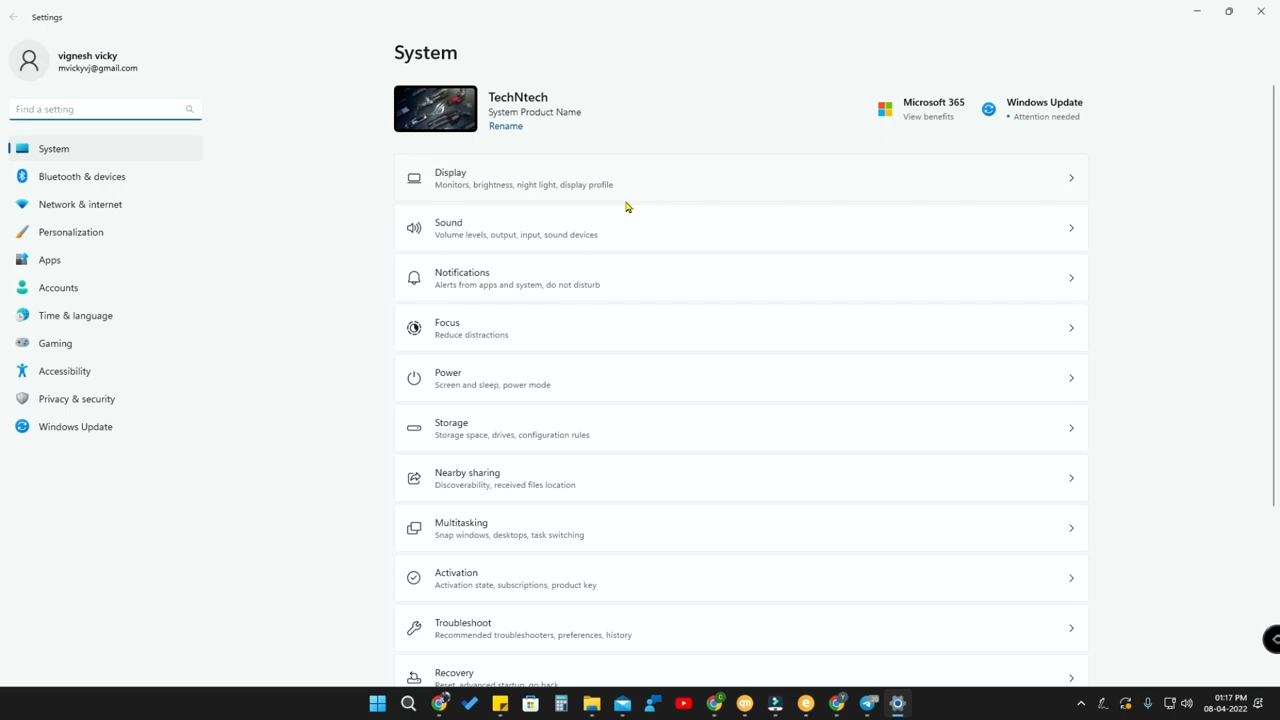 Settings
vignesh vicky
mvickyvj@gmail.com
Find a setting
System
Bluetooth & devices
Network & internet
Personalization
Apps
Accounts
Time & language
Gaming
Accessibility
Privacy & security
Windows Update
System
TechNtech
System Product Name
Rename
Microsoft 365
View benefits
Windows Update
• Attention needed
Display
Monitors, brightness, night light, display profile
Sound
Volume levels, output, input, sound devices
Notifications
Alerts from apps and system, do not disturb
Focus
Reduce distractions
Power
Screen and sleep, power mode
Storage
Storage space, drives, configuration rules
Nearby sharing
Discoverability, received files location
Multitasking
Snap windows, desktops, task switching
Activation
Activation state, subscriptions, product key
Troubleshoot
Recommended troubleshooters, preferences, history
Recovery
Reset, advanced startup, go back
01:17 PM
08-04-2022